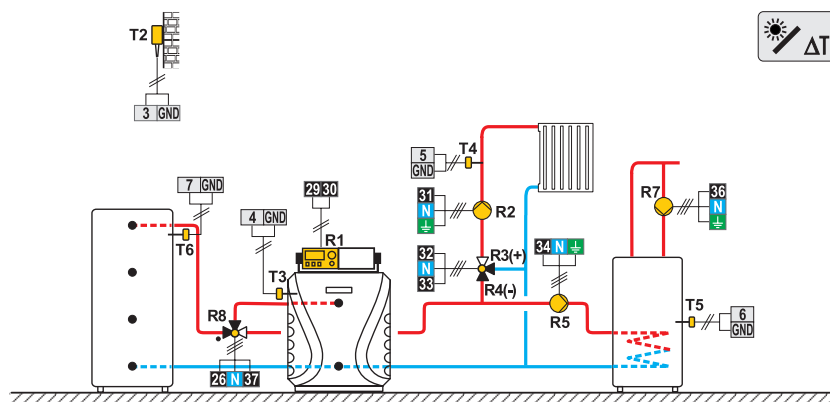 T2
ΔT
3 GND
7 GND
4 GND
29 30
5
GND
T4
31
N
R2
32
N
33
R3(+)
R4(-)
34 N
R5
R7
36
N
T6
R1
T3
R8
26 N 37
T5
6
GND